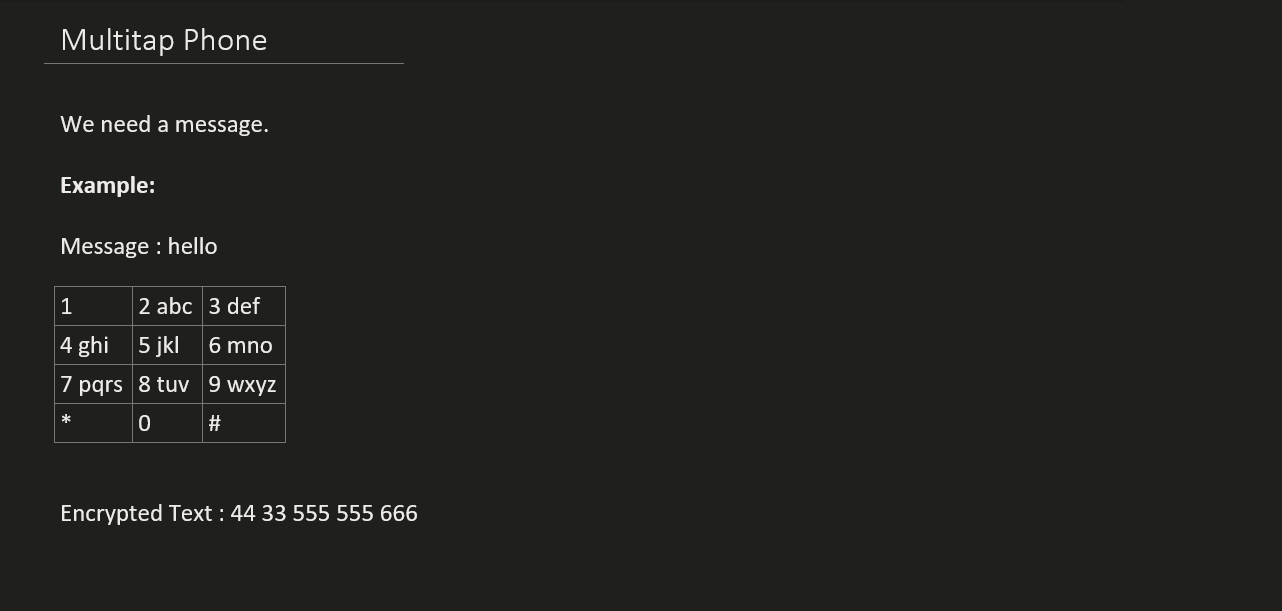 Multitap Phone
We need a message.
Example:
Message : hello
1 2 abc 3 def
4 ghi 5 jkl 6 mno
7 pqrs 8 tuv 9 wxyz
* 0 #
Encrypted Text : 44 33 555 555 666